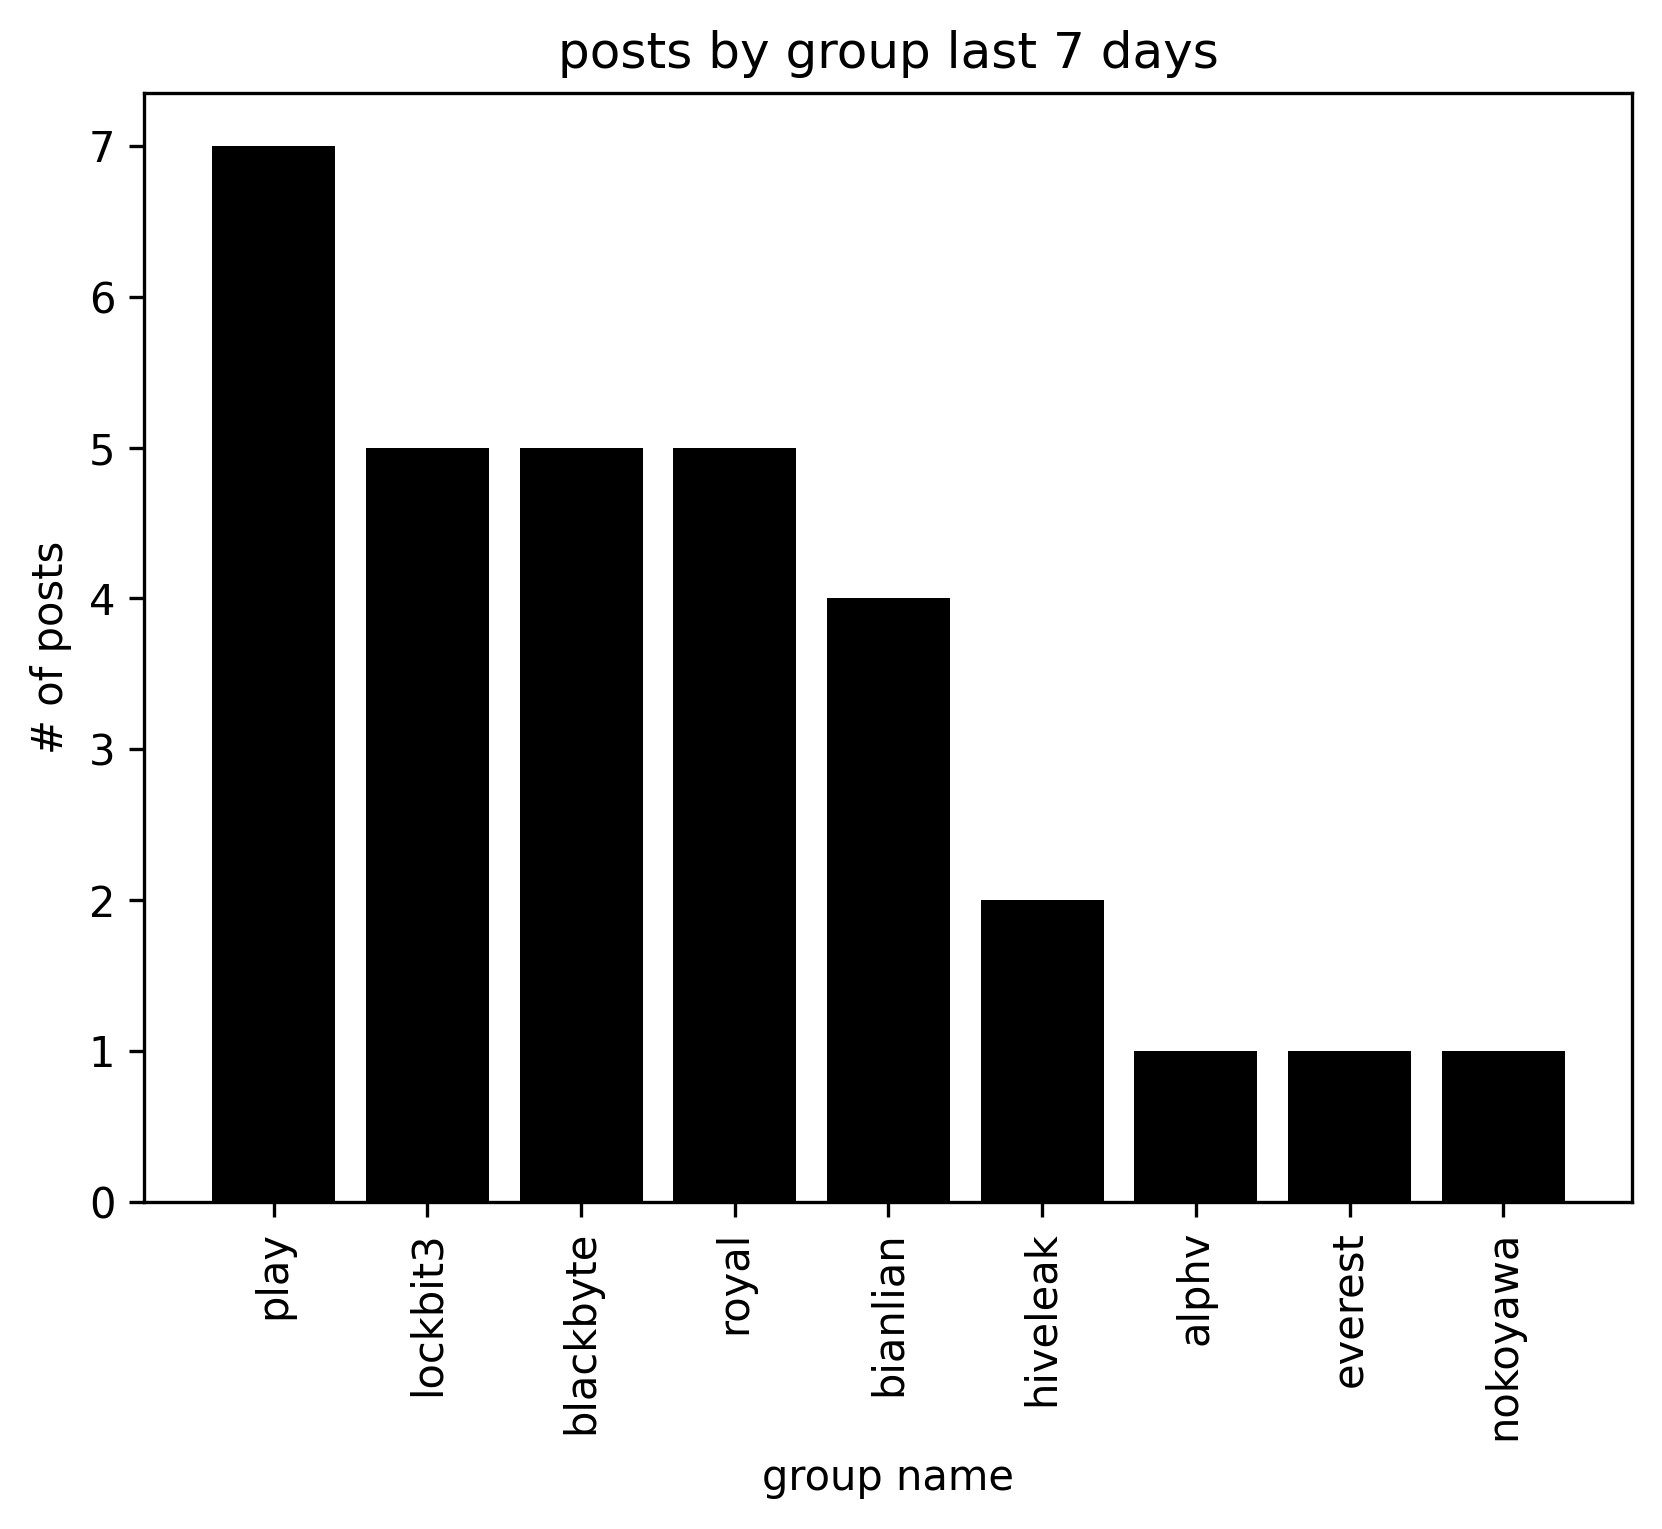 posts by group last 7 days
# of posts
7
6
5
4
3
2
1
0
play
lockbit3
blackbyte
royal
bianlian
hiveleak
alphv
everest
nokoyawa
group name